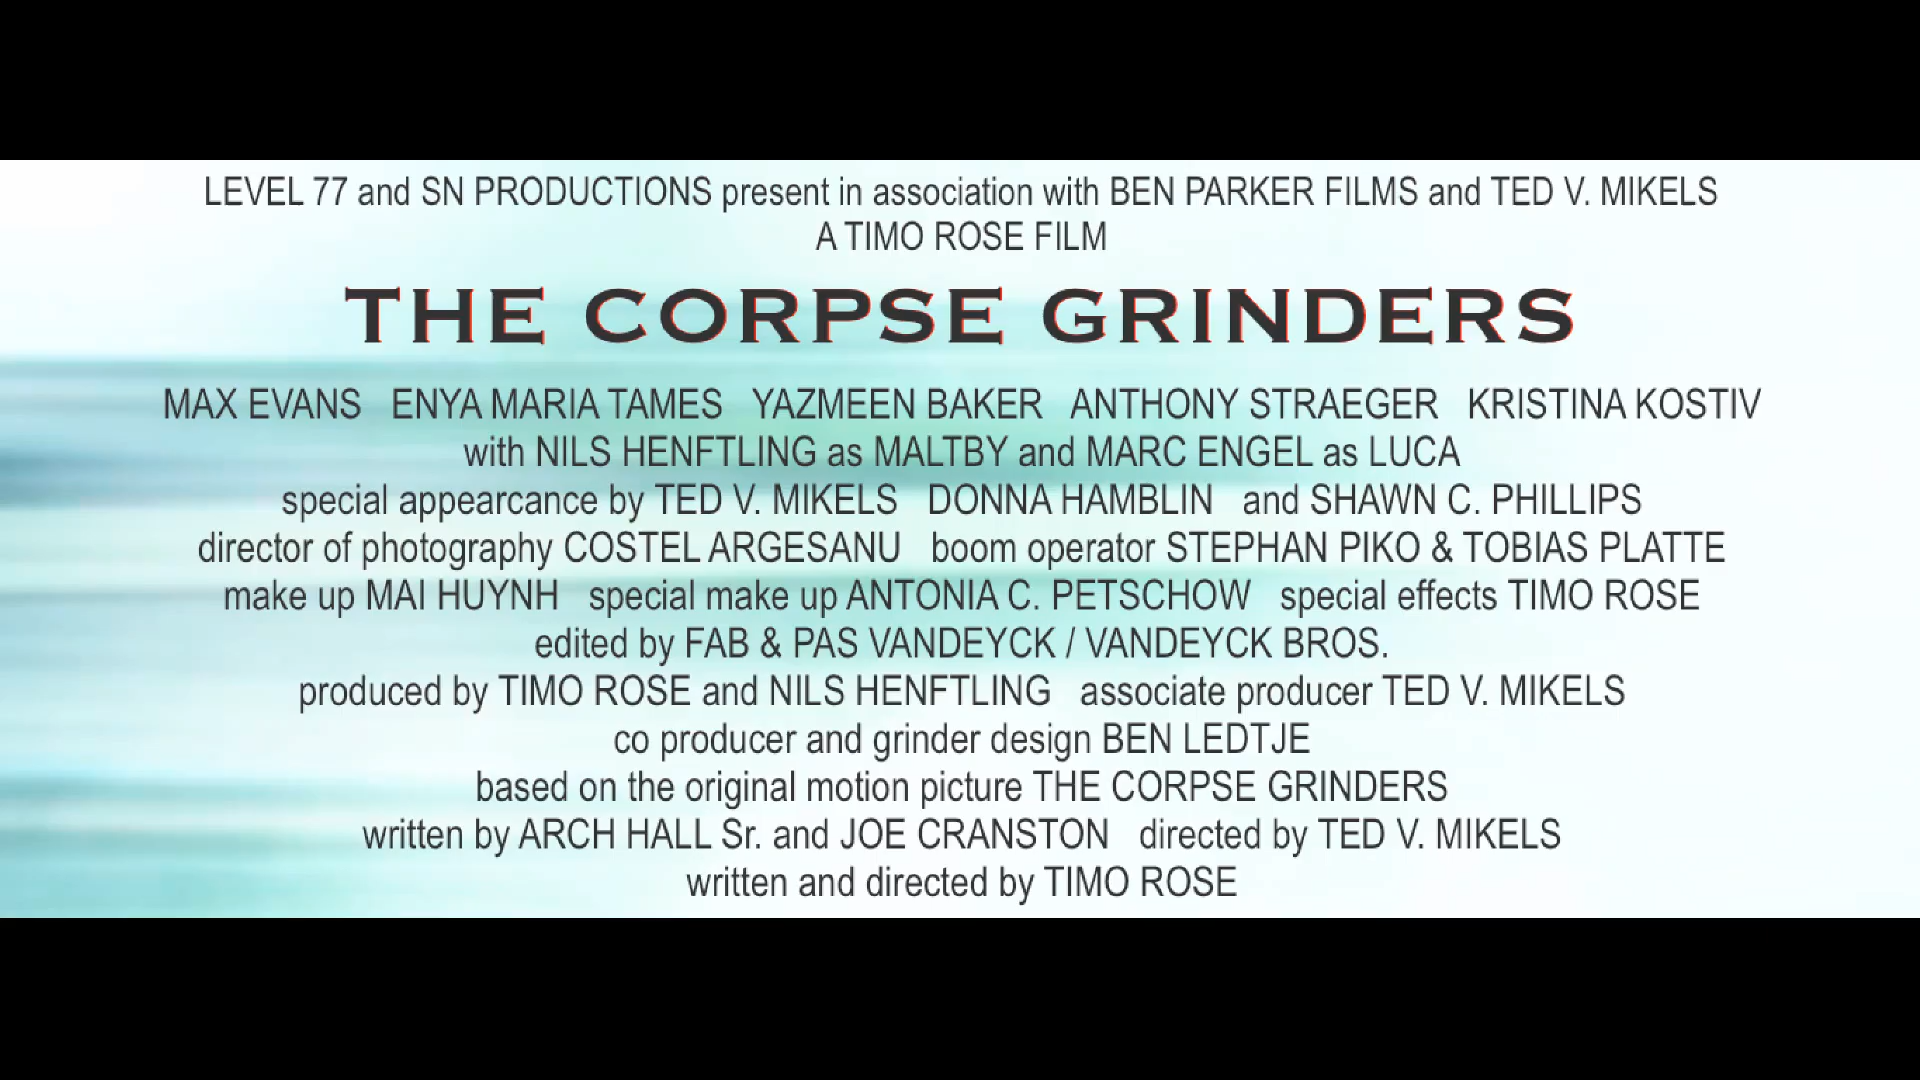 LEVEL 77 and SN PRODUCTIONS present in association with BEN PARKER FILMS and TED V. MIKELS
A TIMO ROSE FILM
THE CORPSE GRINDERS
MAX EVANS ENYA MARIA TAMES YAZMEEN BAKER ANTHONY STRAEGER KRISTINA KOSTIV
with NILS HENFTLING as MALTBY and MARC ENGEL as LUCA
special appearcance by TED V. MIKELS DONNA HAMBLIN and SHAWN C. PHILLIPS
director of photography COSTEL ARGESANU boom operator STEPHAN PIKO & TOBIAS PLATTE
make up MAI HUYNH special make up ANTONIA C. PETSCHOW special effects TIMO ROSE
edited by FAB & PAS VANDEYCK / VANDEYCK BROS.
produced by TIMO ROSE and NILS HENFTLING associate producer TED V. MIKELS
co producer and grinder design BEN LEDTJE
based on the original motion picture THE CORPSE GRINDERS
written by ARCH HALL Sr. and JOE CRANSTON directed by TED V. MIKELS
written and directed by TIMO ROSE